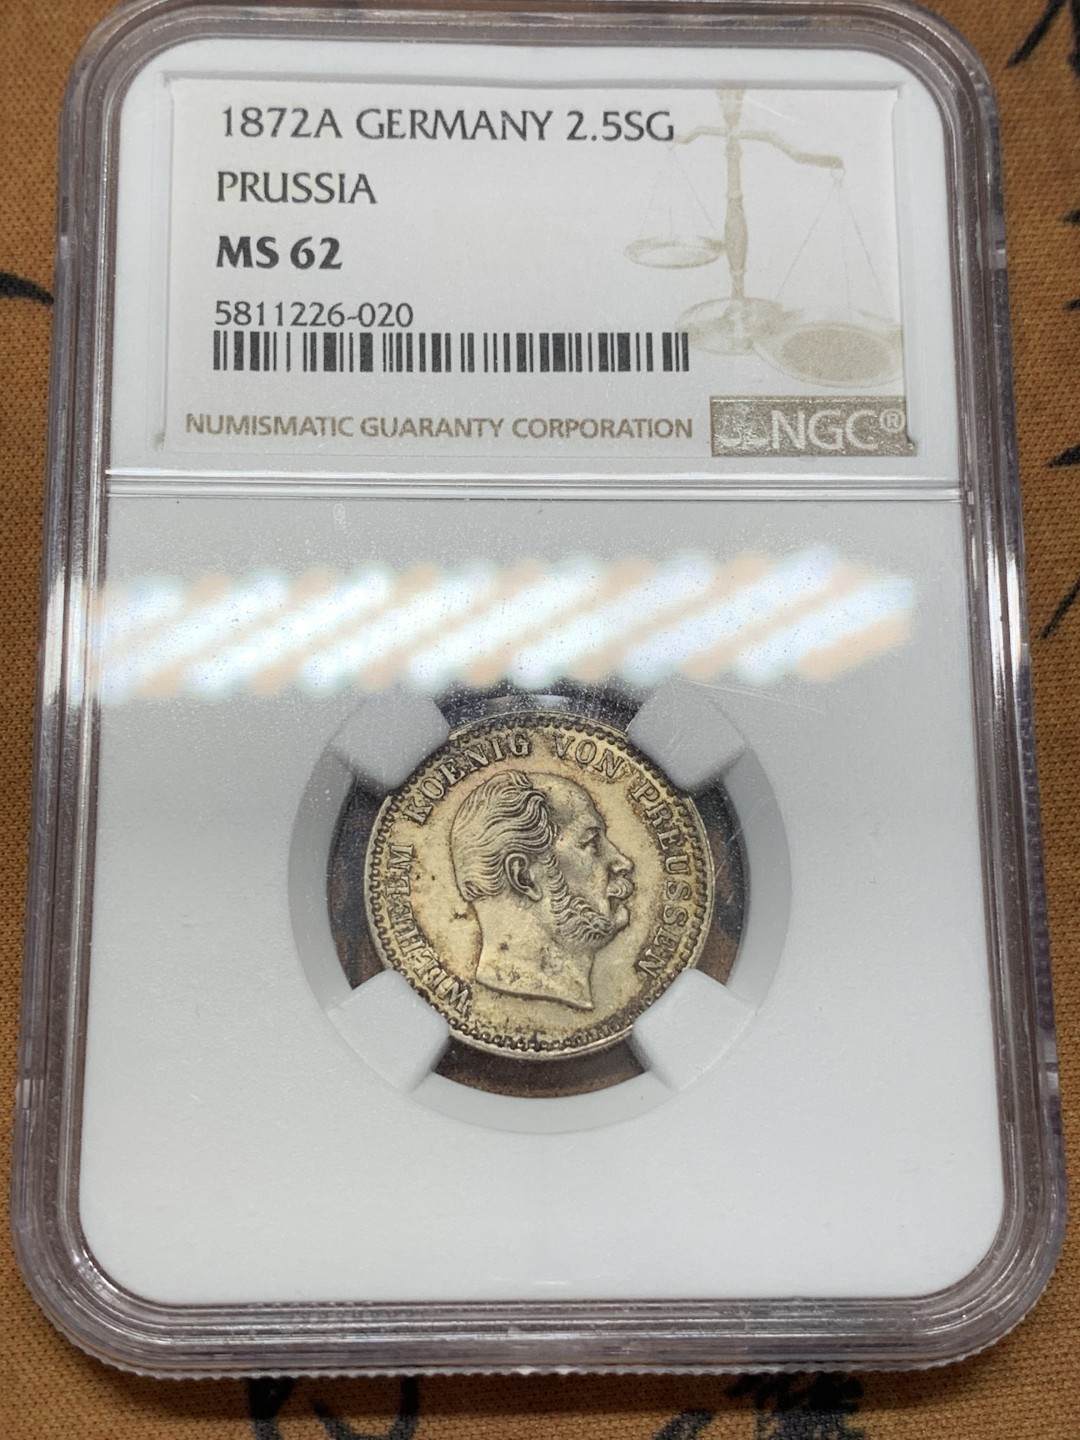 1872A GERMANY 2.5SG
PRUSSIA
MS 62
5811226-020
NUMISMATIC GUARANTY CORPORATION
NGC®
WILHELM KOENIG VON PREUSSEN